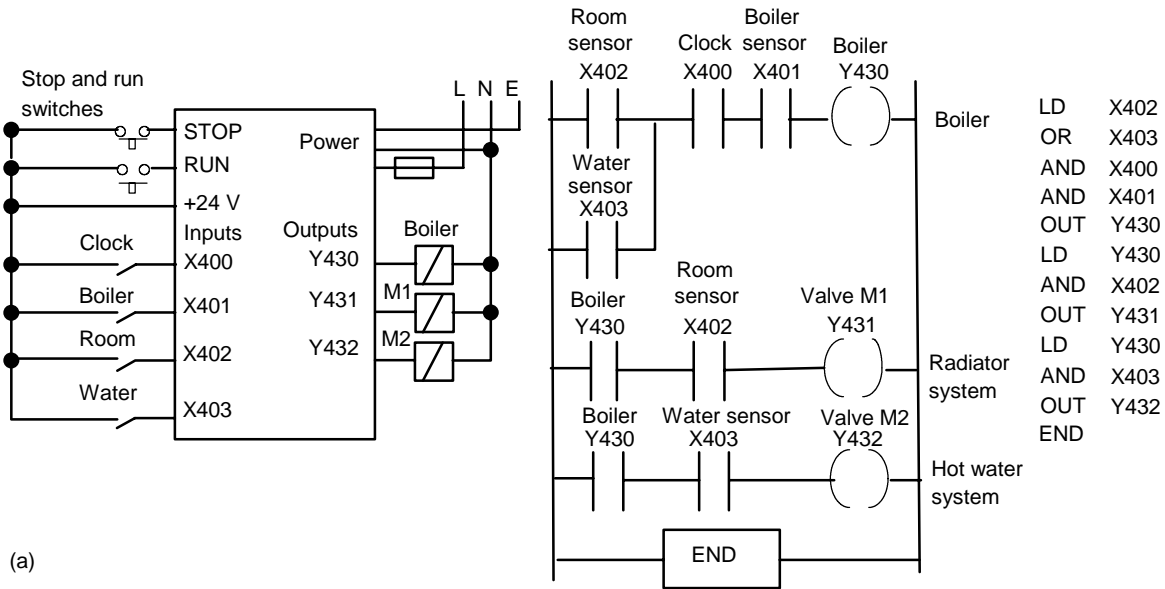 Stop and run
switches
STOP
RUN
+24 V
Inputs
Clock
X400
Boiler
X401
Room
X402
Water
X403
L N E
Power
Outputs
Boiler
Y430
M1
Y431
M2
Y432
(a)
Room
sensor
X402
Clock
X400
Boiler
sensor
X401
Boiler
Y430
Boiler
Water
sensor
X403
Boiler
Y430
Room
sensor
X402
Valve M1
Y431
Radiator
system
Boiler
Y430
Water sensor
X403
Valve M2
Y432
Hot water
system
END
LD X402
OR X403
AND X400
AND X401
OUT Y430
LD Y430
AND X402
OUT Y431
LD Y430
AND X403
OUT Y432
END